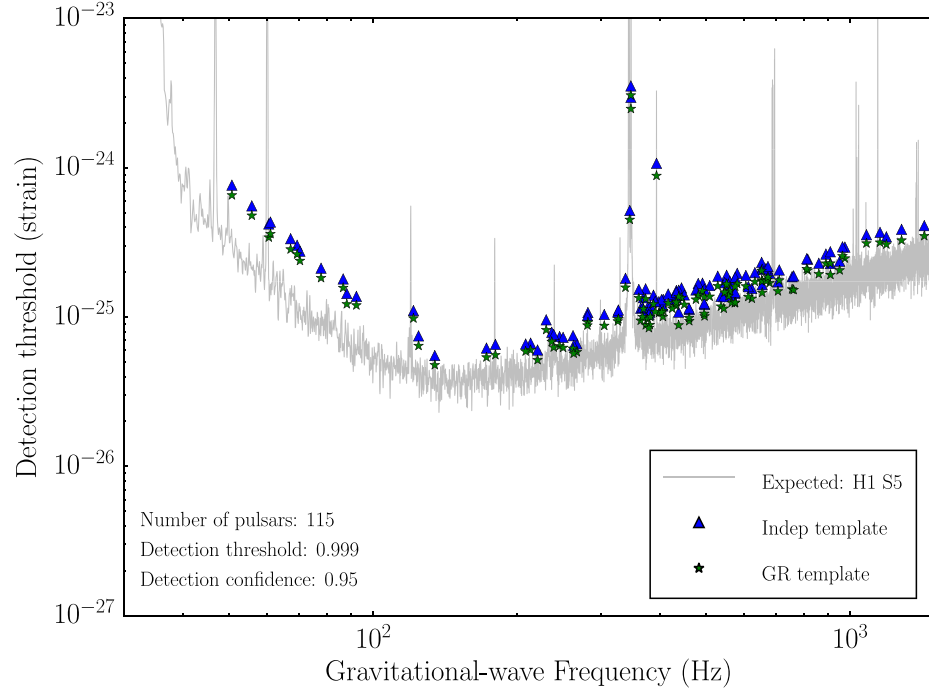 10^-23
10^-24
10^-25
10^-26
10^-27
Detection threshold (strain)
Number of pulsars: 115
Detection threshold: 0.999
Detection confidence: 0.95
Expected: H1 S5
Indep template
GR template
10^2
10^3
Gravitational-wave Frequency (Hz)